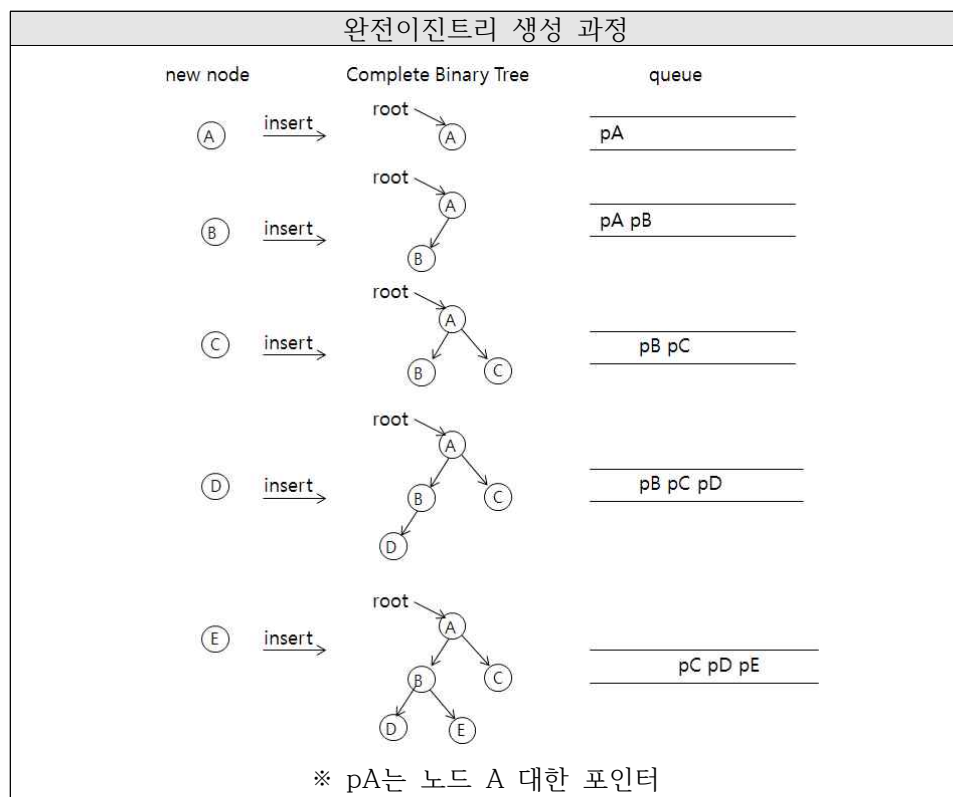 완전이진트리 생성 과정
new node Complete Binary Tree queue
root
A insert A pA
root
A
B insert pA pB
B
root
A
C insert pB pC
B C
root
A
D insert B C pB pC pD
D
root
E insert A
B C pC pD pE
D E
※ pA는 노드 A 대한 포인터